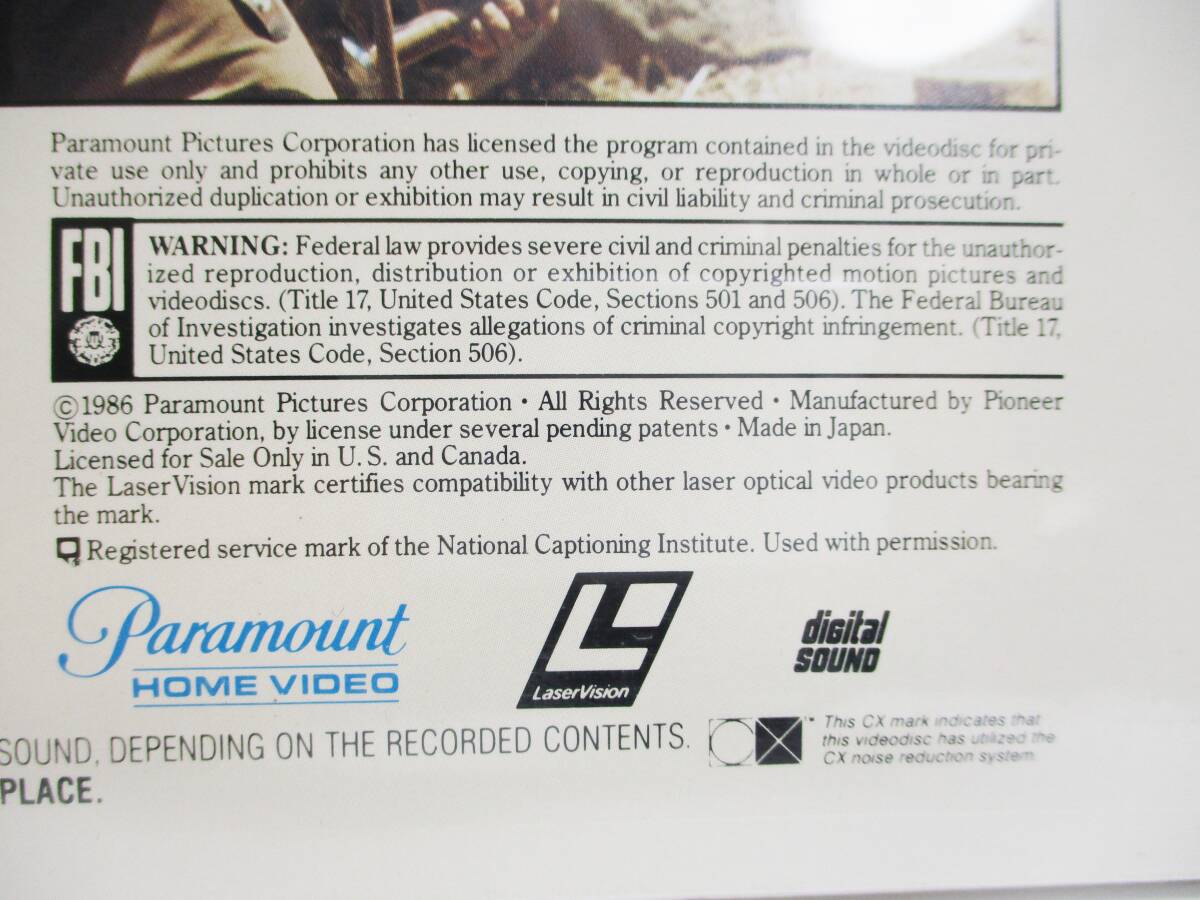 Paramount Pictures Corporation has licensed the program contained in the videodisc for pri-
vate use only and prohibits any other use, copying, or reproduction in whole or in part.
Unauthorized duplication or exhibition may result in civil liability and criminal prosecution.
FBI
WARNING: Federal law provides severe civil and criminal penalties for the unauthor-
ized reproduction, distribution or exhibition of copyrighted motion pictures and
videodiscs. (Title 17, United States Code, Sections 501 and 506). The Federal Bureau
of Investigation investigates allegations of criminal copyright infringement. (Title 17,
United States Code, Section 506).
©1986 Paramount Pictures Corporation • All Rights Reserved • Manufactured by Pioneer
Video Corporation, by license under several pending patents • Made in Japan.
Licensed for Sale Only in U.S. and Canada.
The LaserVision mark certifies compatibility with other laser optical video products bearing
the mark.
Registered service mark of the National Captioning Institute. Used with permission.
Paramount
HOME VIDEO
LaserVision
digital
SOUND
SOUND, DEPENDING ON THE RECORDED CONTENTS.
PLACE.
™ This CX mark indicates that
this videodisc has utilized the
CX noise reduction system.